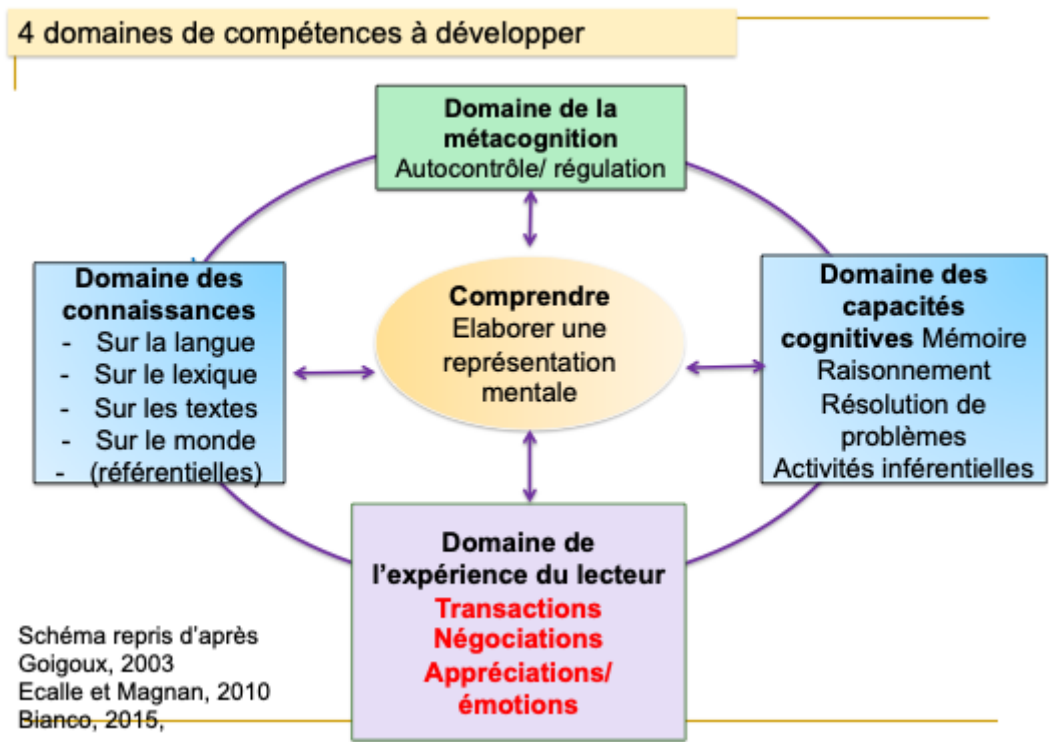 4 domaines de compétences à développer
Domaine de la
métacognition
Autocontrôle/ régulation
Domaine des
connaissances
- Sur la langue
- Sur le lexique
- Sur les textes
- Sur le monde
- (référentielles)
Comprendre
Elaborer une
représentation
mentale
Domaine des
capacités
cognitives Mémoire
Raisonnement
Résolution de
problèmes
Activités inférentielles
Domaine de
l'expérience du lecteur
Transactions
Négociations
Appréciations/
émotions
Schéma repris d'après
Goigoux, 2003
Ecalle et Magnan, 2010
Bianco, 2015,